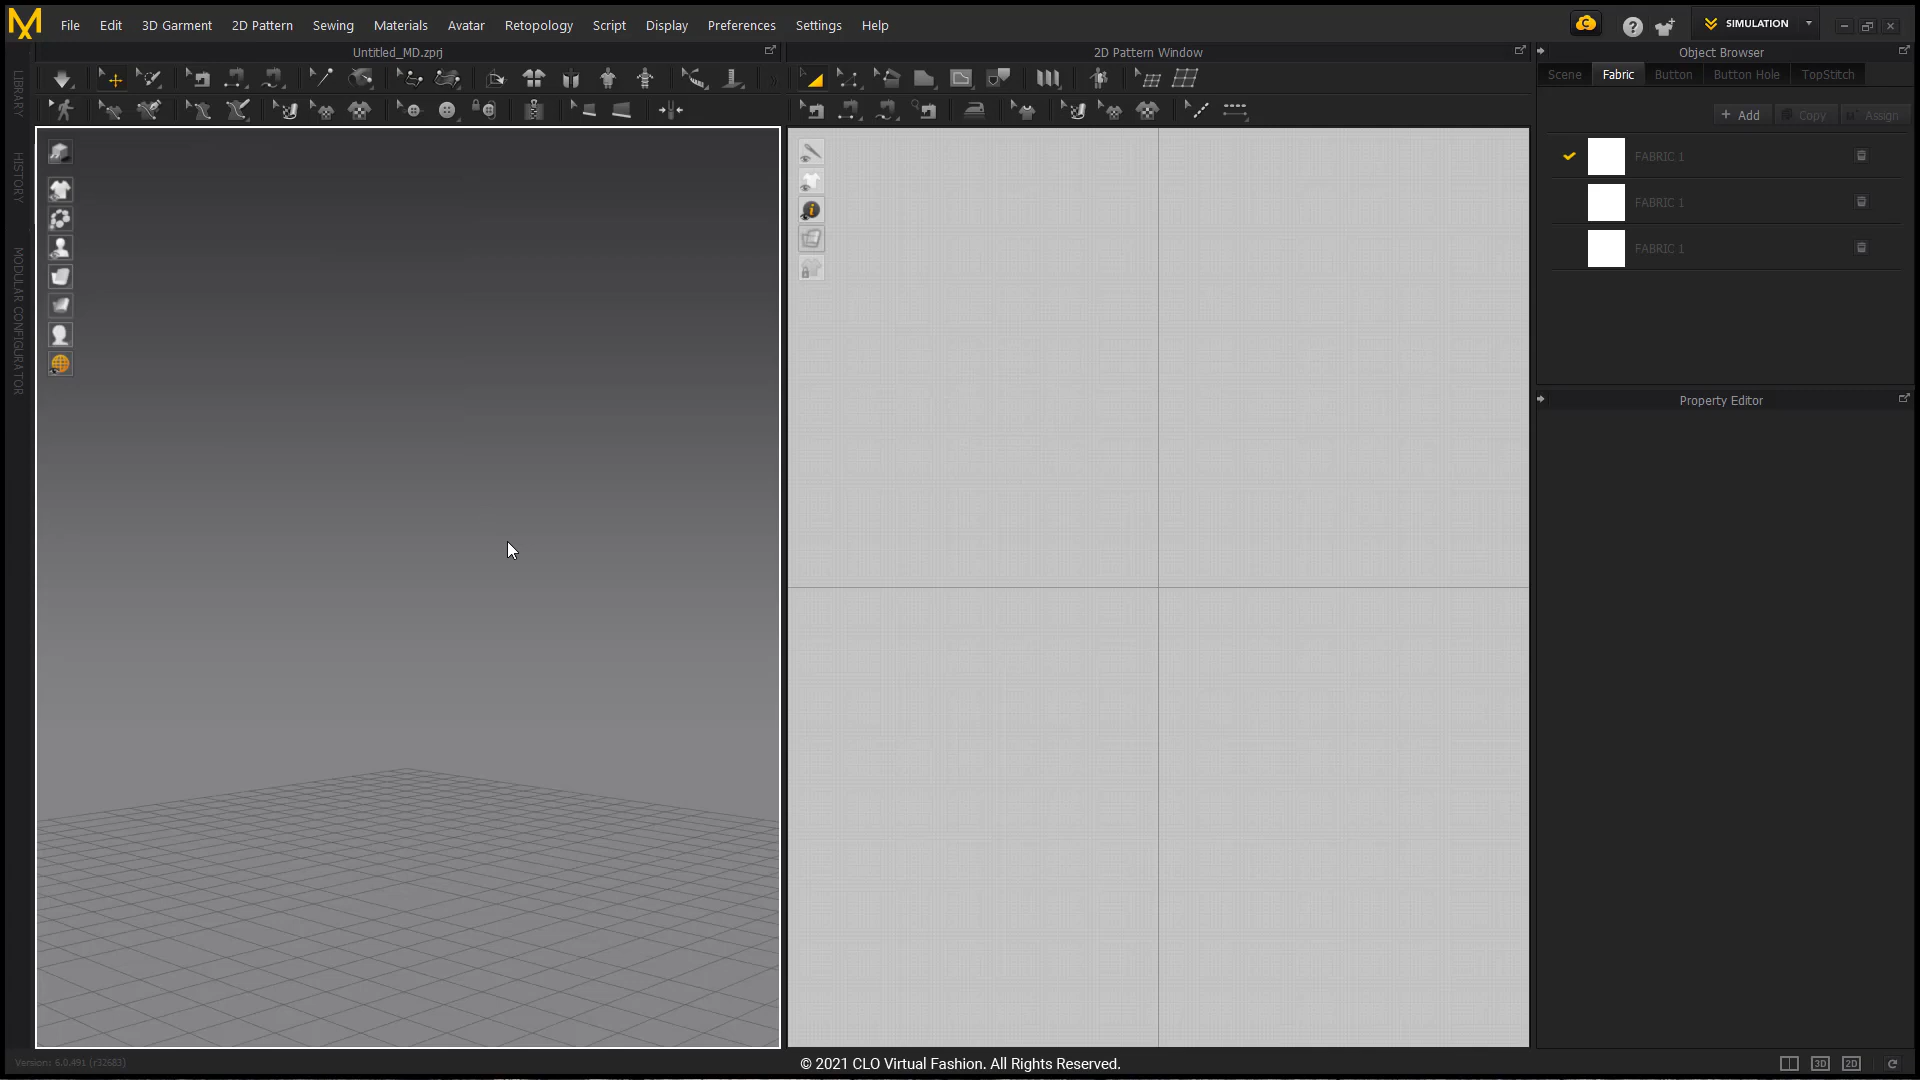 File Edit 3D Garment 2D Pattern Sewing Materials Avatar Retopology Script Display Preferences Settings Help
SIMULATION
Untitled_MD.zprj
2D Pattern Window
Object Browser
Scene Fabric Button Button Hole TopStitch
+ Add Copy Assign
FABRIC 1
FABRIC 1
FABRIC 1
Property Editor
LIBRARY
HISTORY
MODULAR CONFIGURATOR
Version: 6.0.491 (r32683)
© 2021 CLO Virtual Fashion. All Rights Reserved.
3D 2D